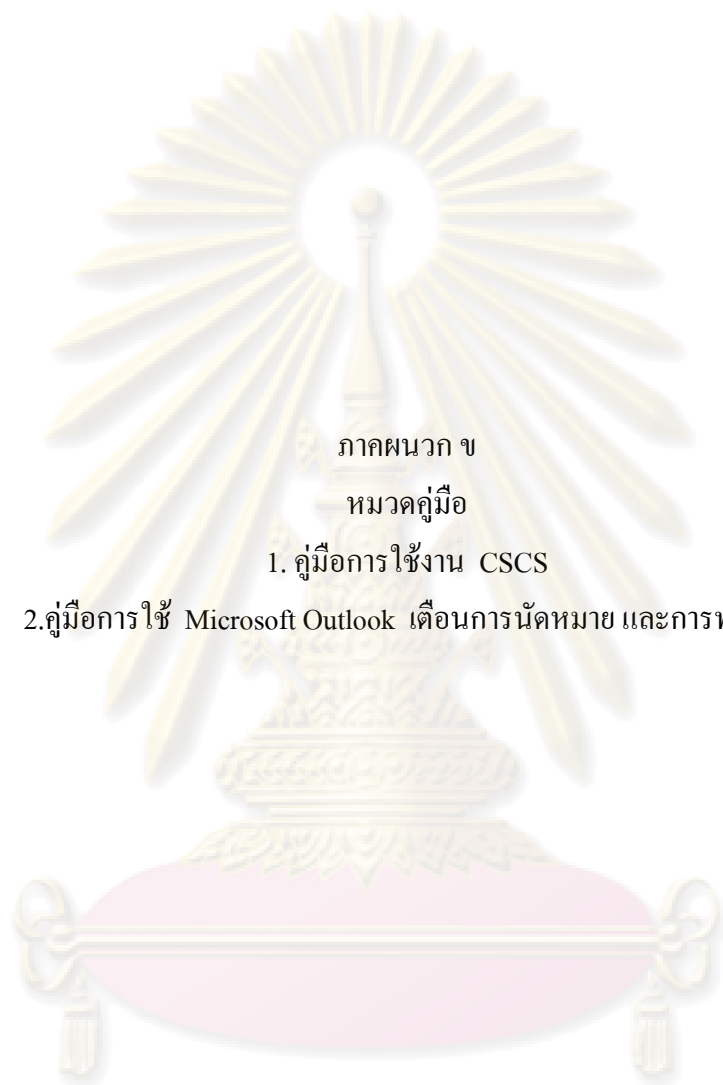 ภาคผนวก ข
หมวดคู่มือ
1. คู่มือการใช้งาน CSCS
2.คู่มือการใช้ Microsoft Outlook เตือนการนัดหมาย และการ